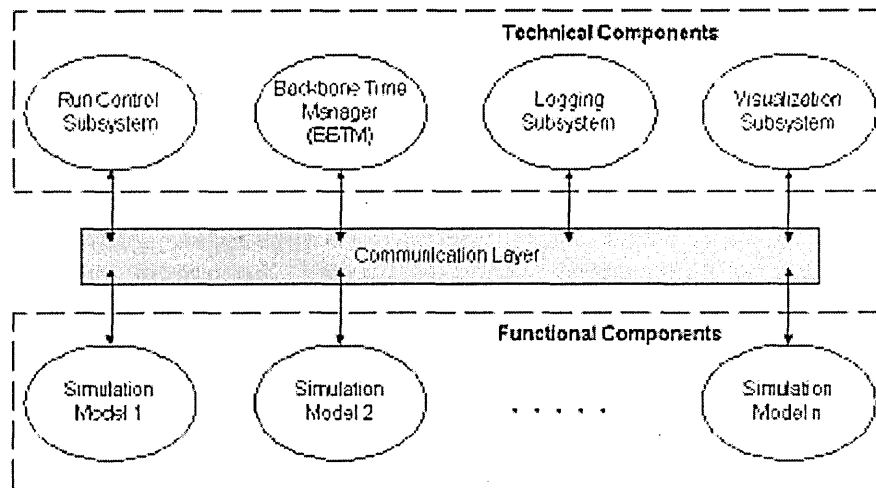 Technical Components
Run Control
Subsystem
Backbone Time
Manager
(BBTM)
Logging
Subsystem
Visualization
Subsystem
Communication Layer
Functional Components
Simulation
Model 1
Simulation
Model 2
. . . . .
Simulation
Model n